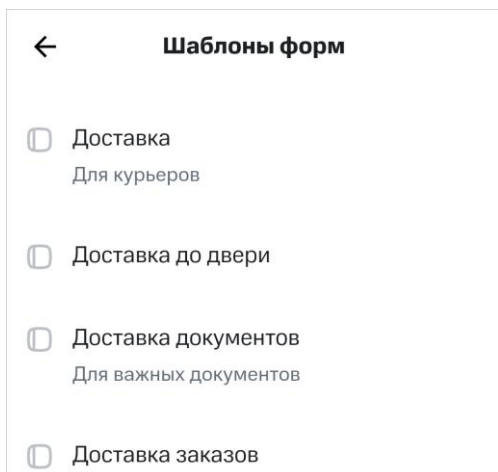 Шаблоны форм
Доставка
Для курьеров
Доставка до двери
Доставка документов
Для важных документов
Доставка заказов